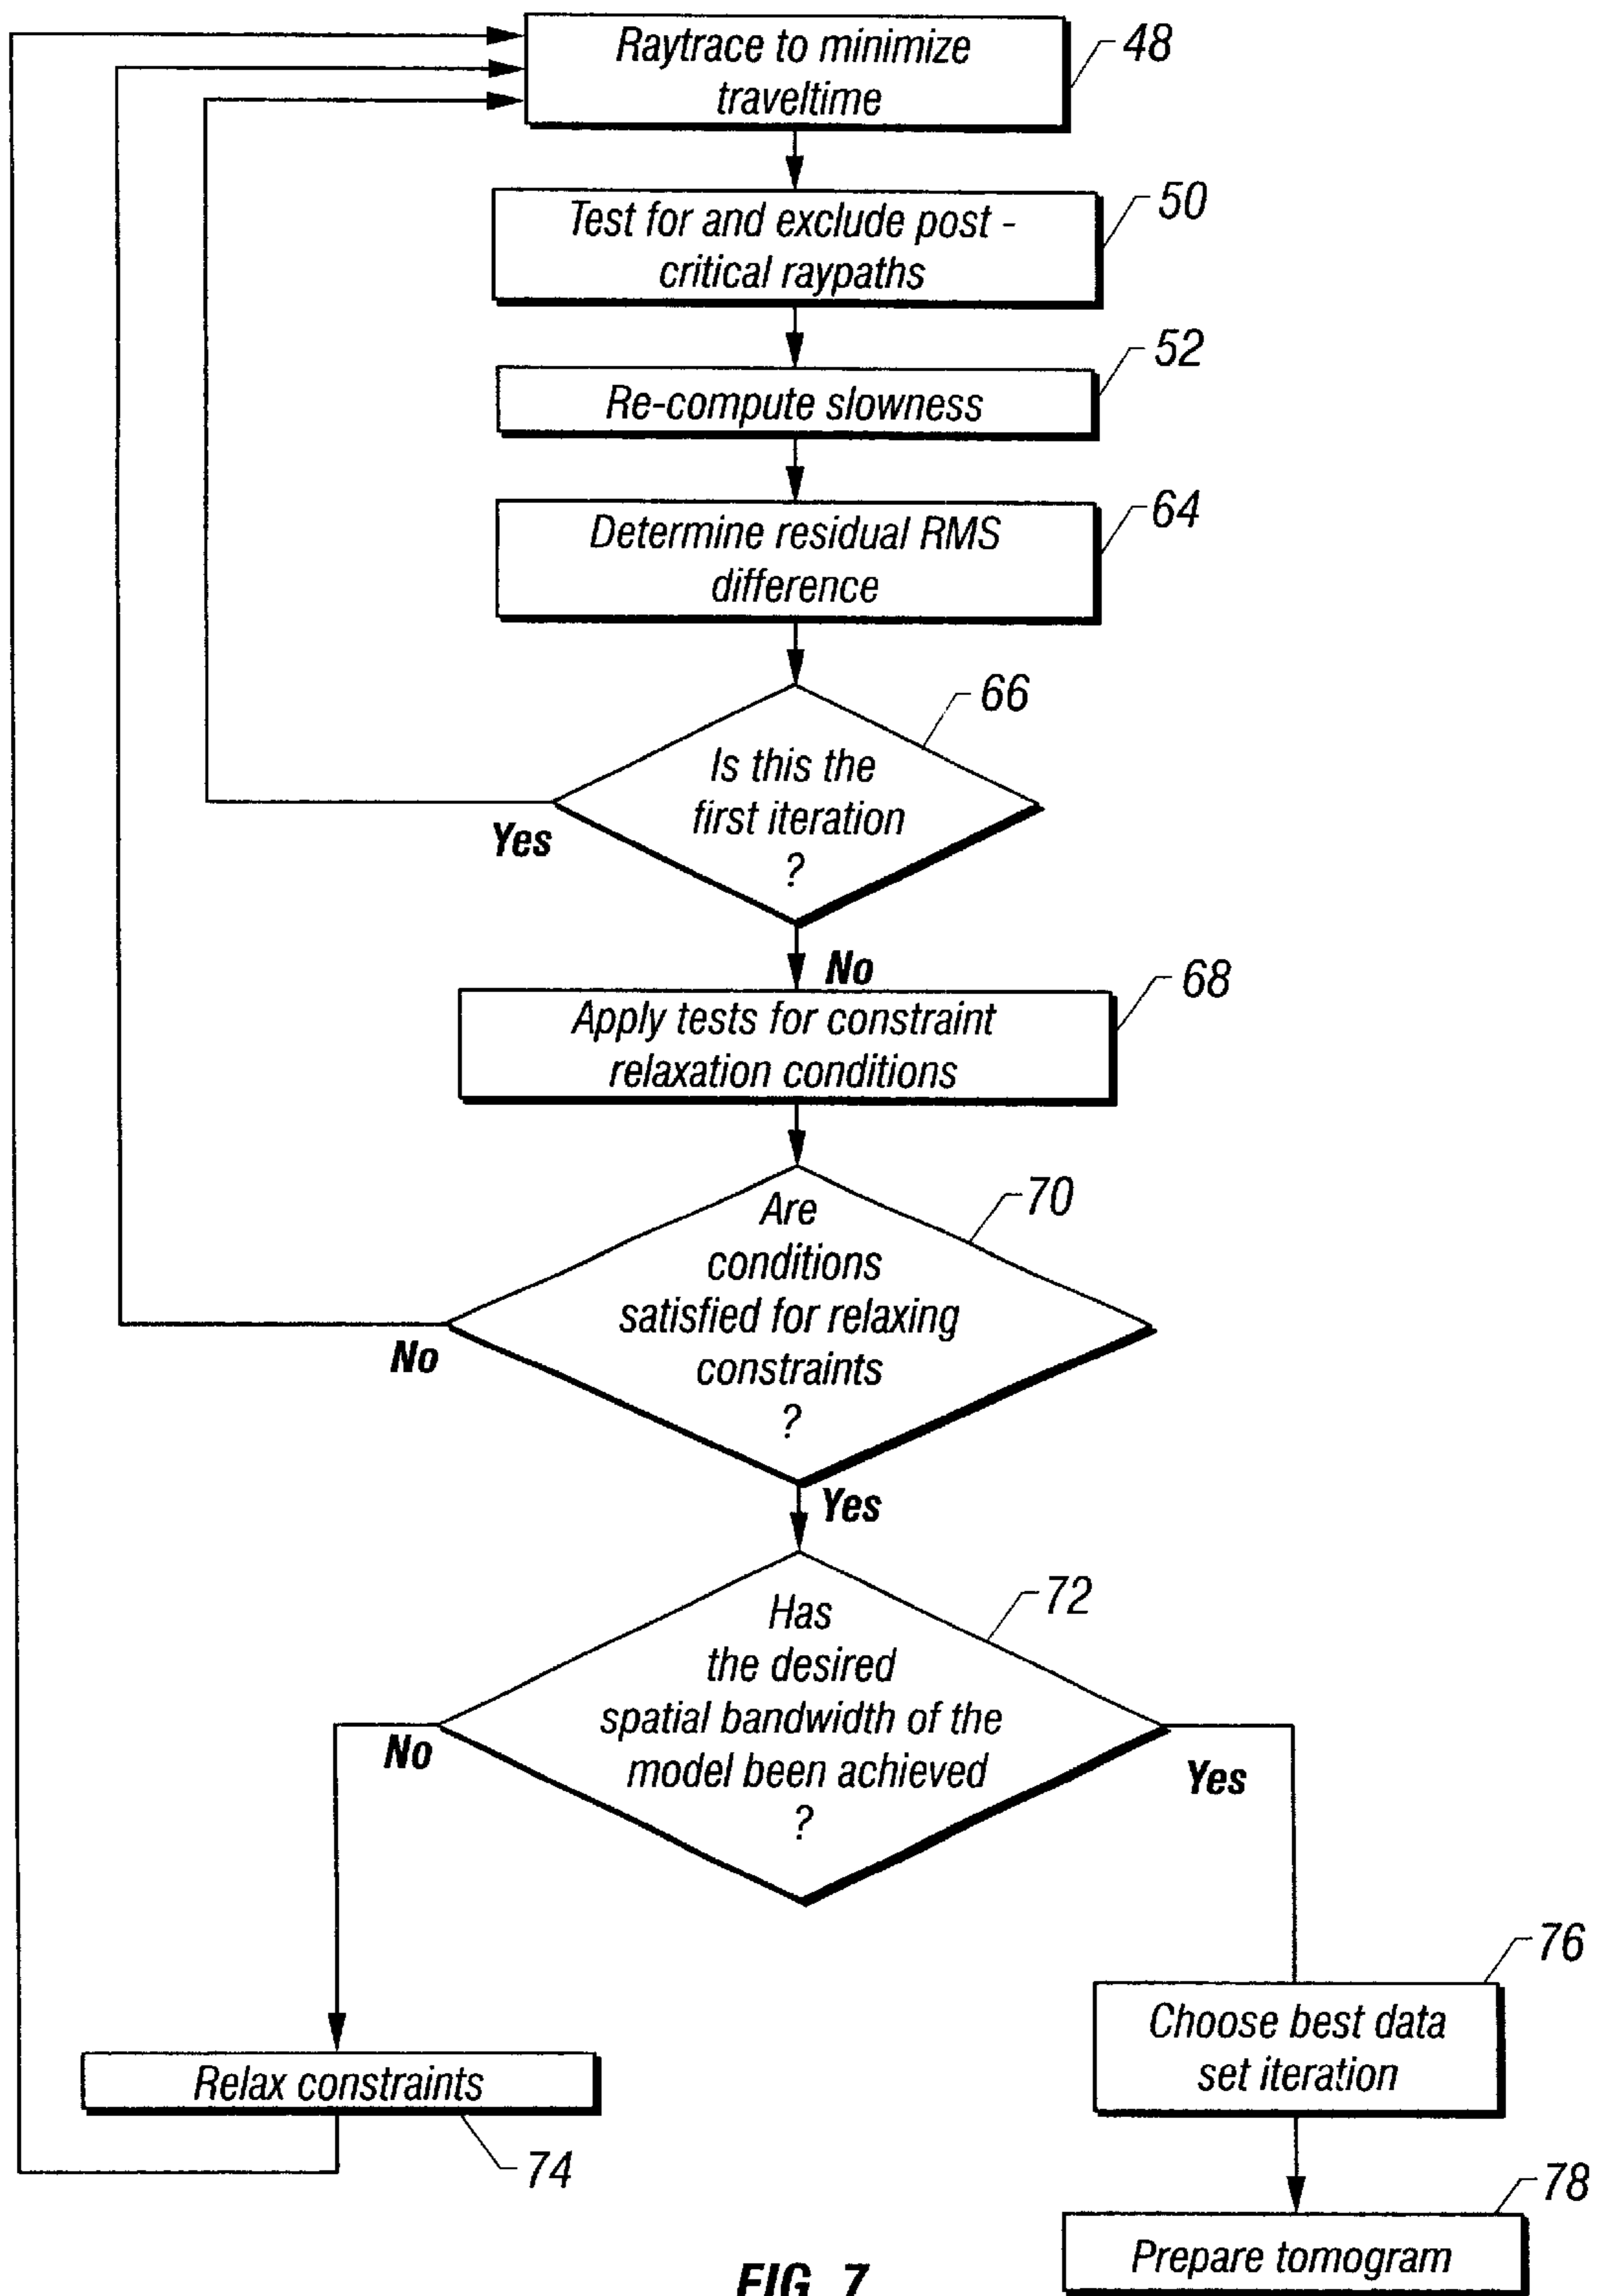 Raytrace to minimize
traveltime
48
Test for and exclude post -
critical raypaths
50
Re-compute slowness
52
Determine residual RMS
difference
64
Is this the
first iteration
?
66
Yes
No
Apply tests for constraint
relaxation conditions
68
Are
conditions
satisfied for relaxing
constraints
?
70
No
Yes
Has
the desired
spatial bandwidth of the
model been achieved
?
72
No
Yes
Choose best data
set iteration
76
Relax constraints
74
Prepare tomogram
78
FIG. 7